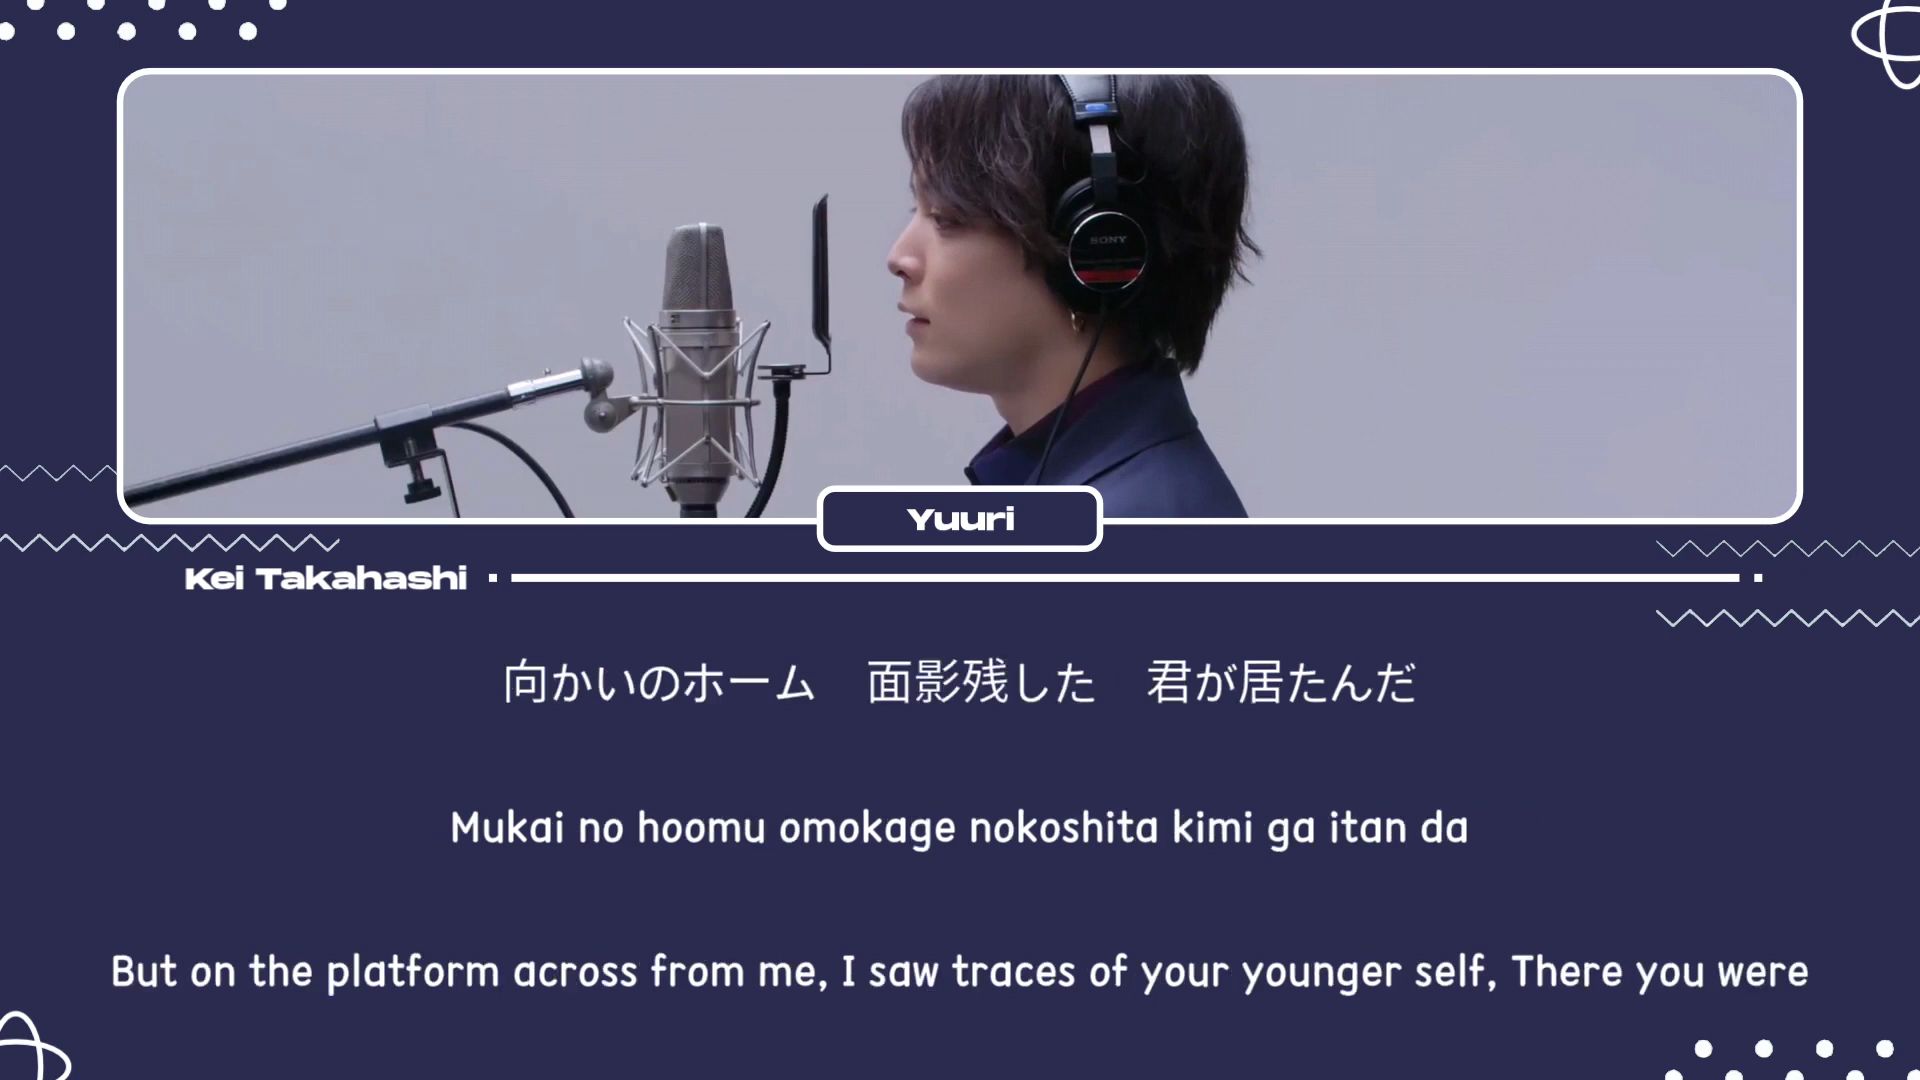 SONY
Yuuri
Kei Takahashi
向かいのホーム　面影残した　君が居たんだ
Mukai no hoomu omokage nokoshita kimi ga itan da
But on the platform across from me, I saw traces of your younger self, There you were